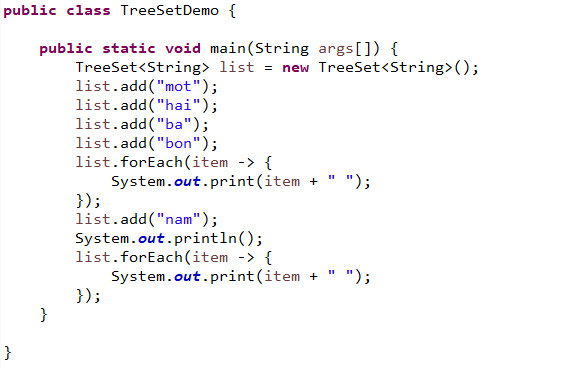 public class TreeSetDemo {
public static void main(String args[]) {
TreeSet<String> list = new TreeSet<String>();
list.add("mot");
list.add("hai");
list.add("ba");
list.add("bon");
list.forEach(item -> {
System.out.print(item + " ");
});
list.add("nam");
System.out.println();
list.forEach(item -> {
System.out.print(item + " ");
});
}
}